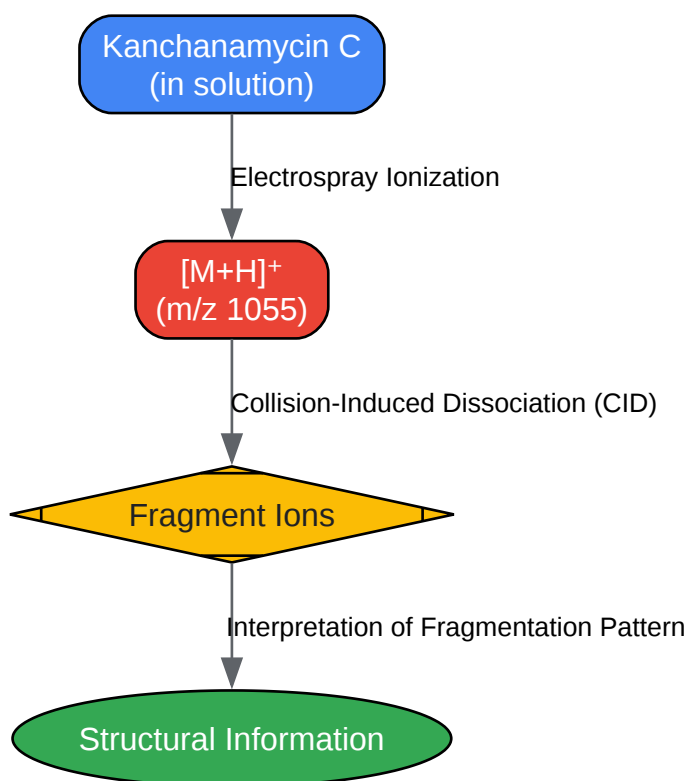 Kanchanamycin C
(in solution)
Electrospray Ionization
[M+H]⁺
(m/z 1055)
Collision-Induced Dissociation (CID)
Fragment Ions
Interpretation of Fragmentation Pattern
Structural Information